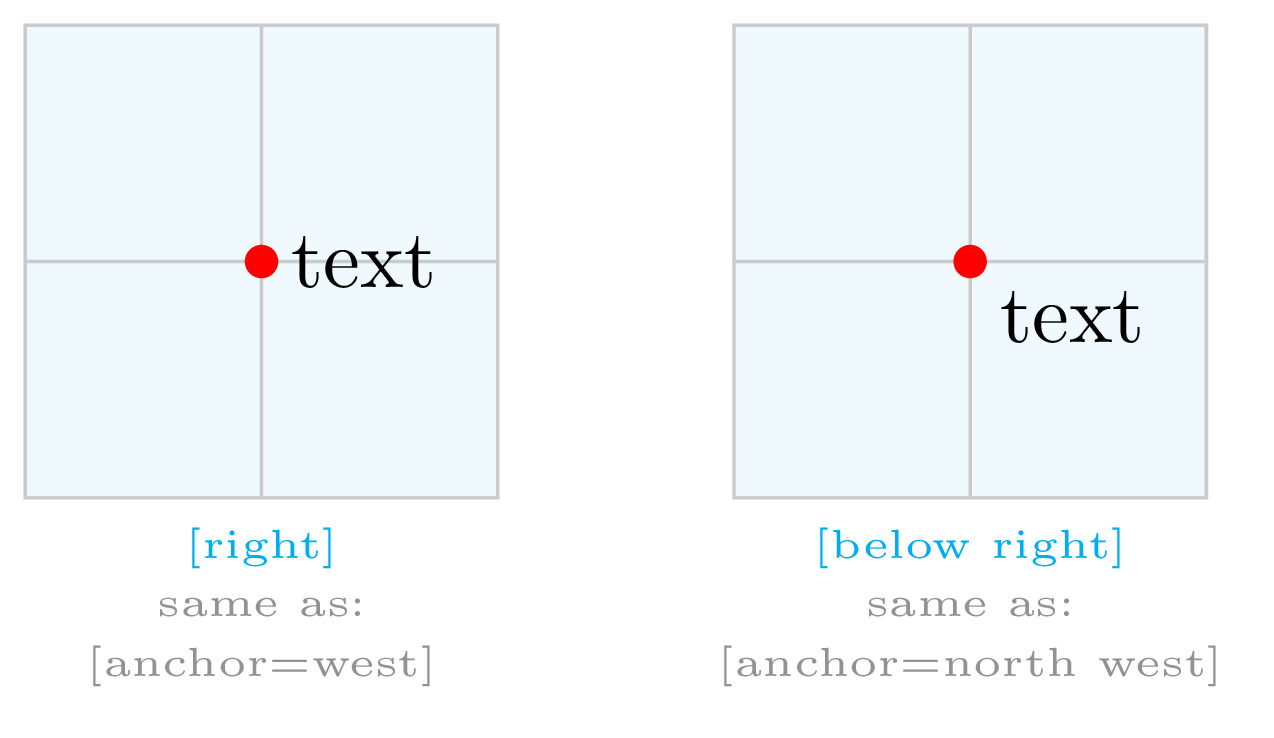 text
[right]
same as:
[anchor=west]
text
[below right]
same as:
[anchor=north west]